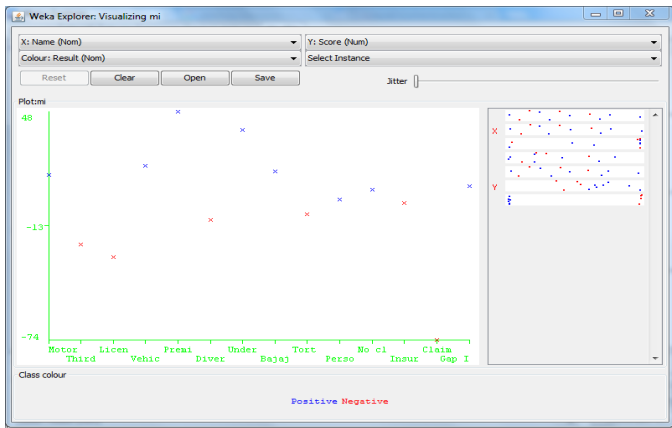 Weka Explorer: Visualizing mi
X: Name (Nom) Y: Score (Num)
Colour: Result (Nom) Select Instance
Reset Clear Open Save Jitter
Plot:mi
48
X
Y
-13
-74
Motor Licen Premi Under Tort No cl Claim
Third Vehic Diver Bajaj Perso Insur Gap I
Class colour
Positive Negative